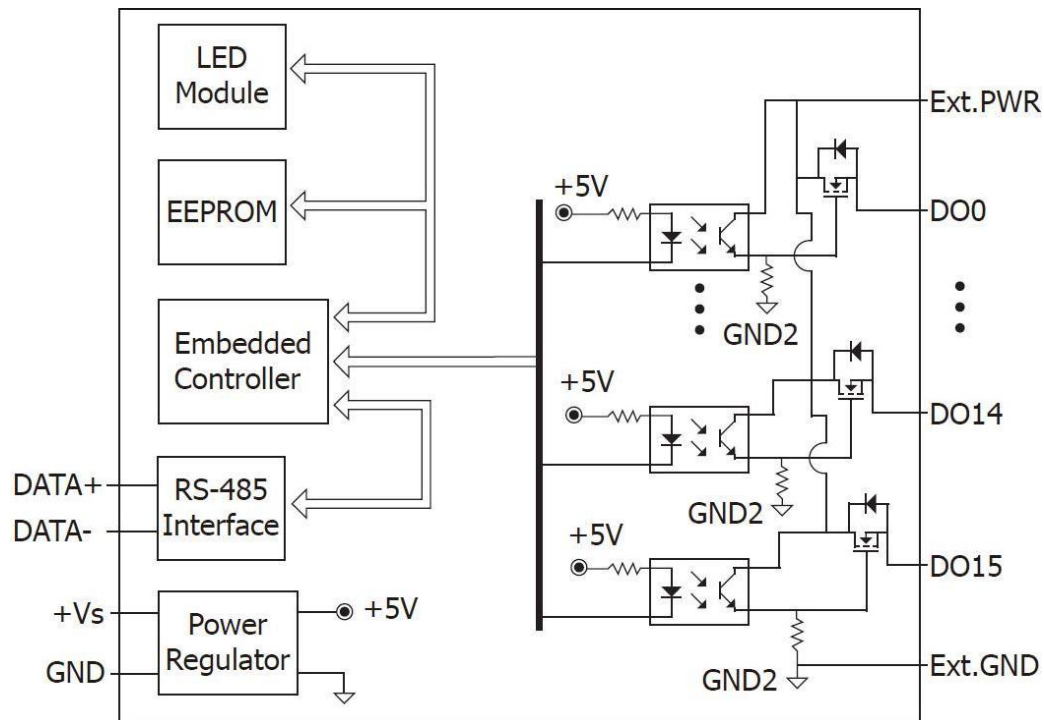 LED
Module
EEPROM
Embedded
Controller
DATA+
DATA-
RS-485
Interface
+Vs
GND
Power
Regulator
+5V
+5V
GND2
+5V
GND2
+5V
GND2
Ext.PWR
DO0
DO14
DO15
Ext.GND